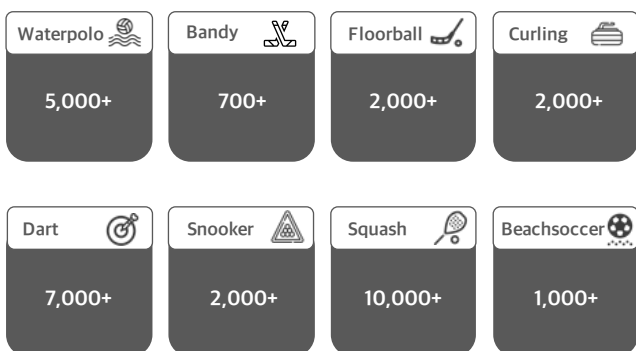 Waterpolo Bandy Floorball Curling
5,000+ 700+ 2,000+ 2,000+
Dart Snooker Squash Beachsoccer
7,000+ 2,000+ 10,000+ 1,000+